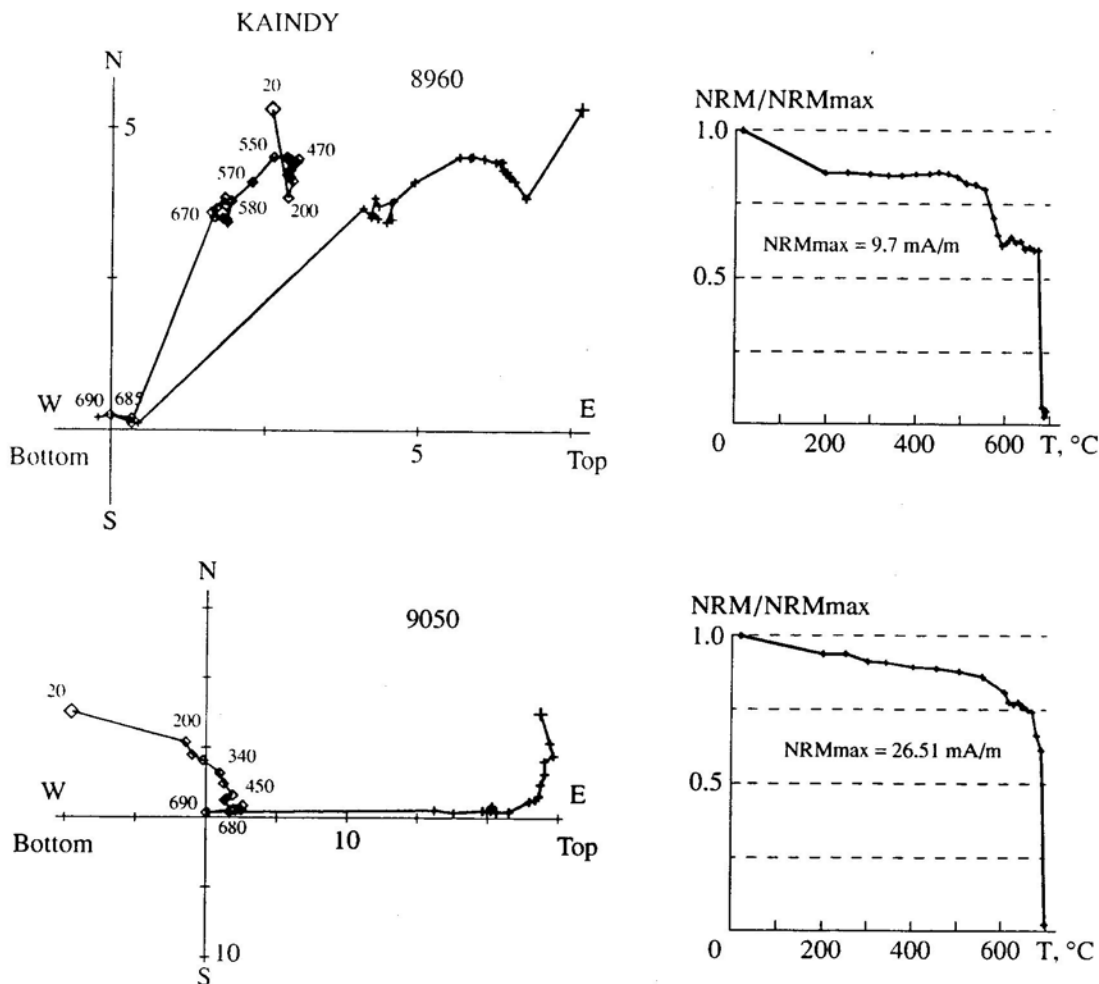 KAINDY
N
8960
20
5
550
470
570
580
200
670
W
690
685
E
Bottom
5
Top
S
NRM/NRMmax
1.0
NRMmax = 9.7 mA/m
0.5
0
200
400
600
T, °C
N
9050
20
200
340
W
450
E
690
680
Bottom
10
Top
10
S
NRM/NRMmax
1.0
NRMmax = 26.51 mA/m
0.5
0
200
400
600
T, °C